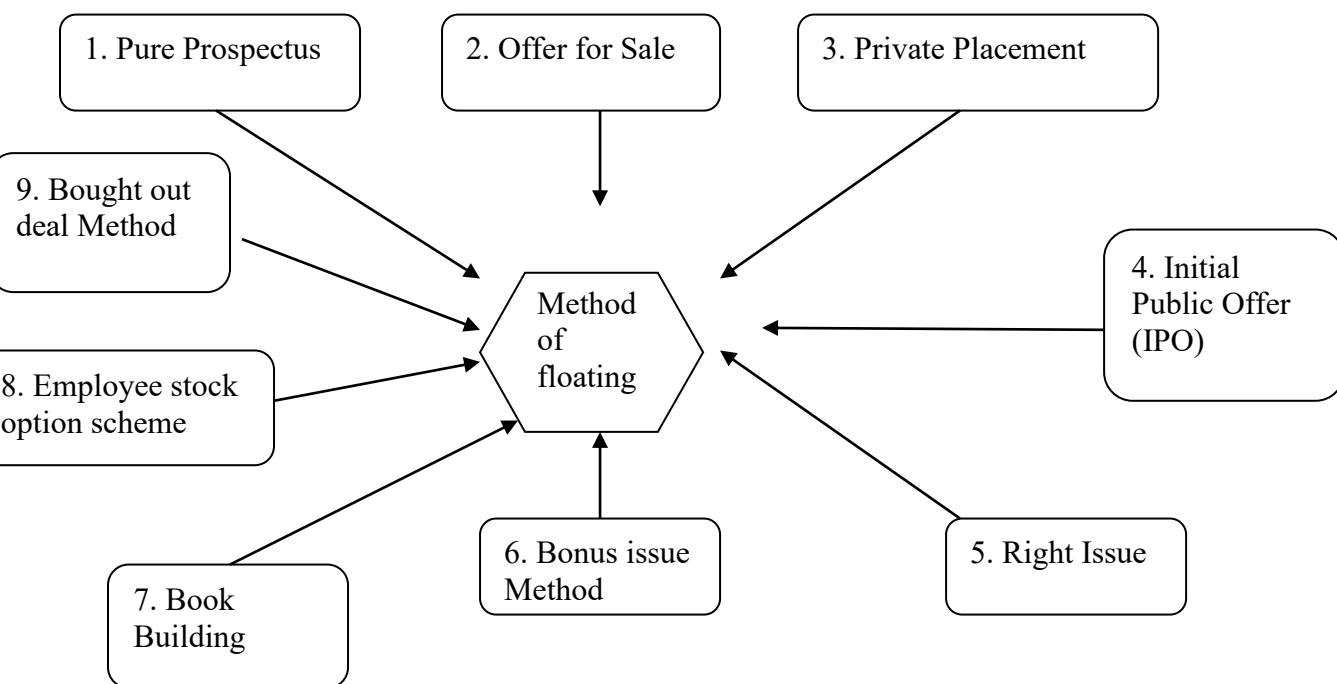 1. Pure Prospectus
2. Offer for Sale
3. Private Placement
9. Bought out
deal Method
4. Initial
Public Offer
(IPO)
Method
of
floating
8. Employee stock
option scheme
5. Right Issue
6. Bonus issue
Method
7. Book
Building